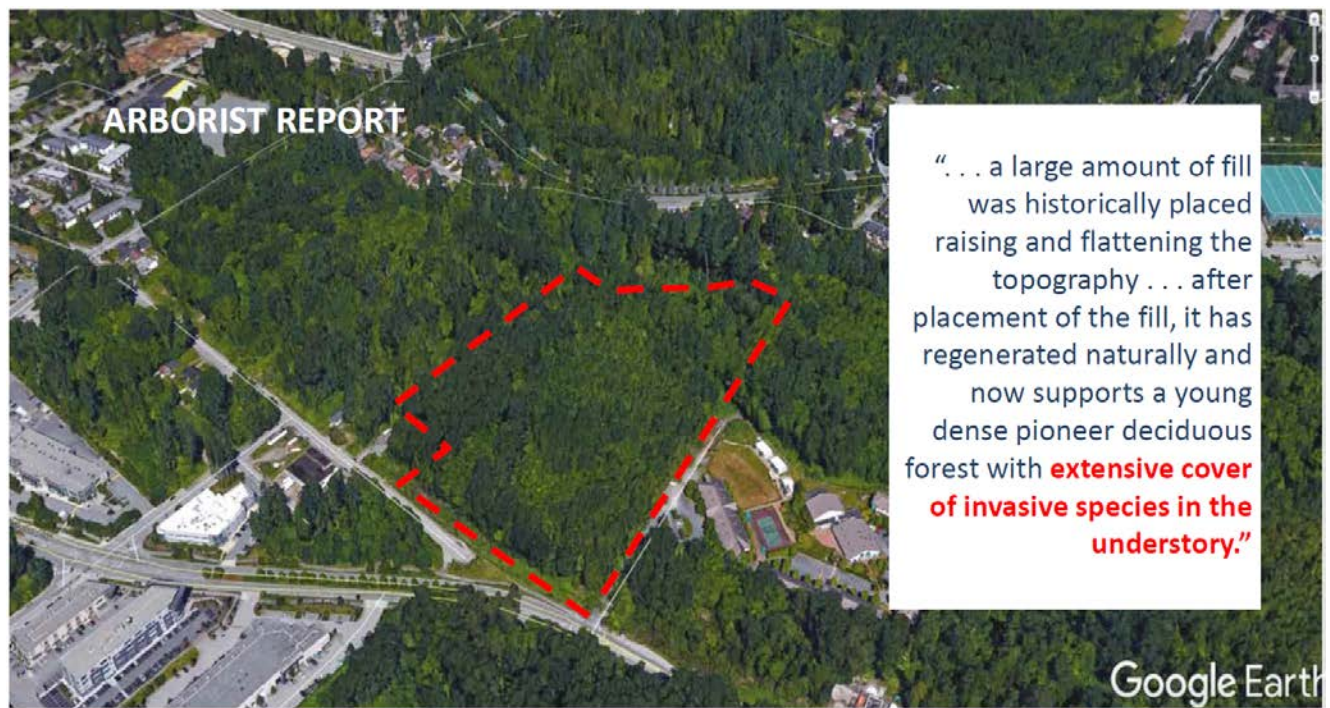 ARBORIST REPORT
“. . . a large amount of fill
was historically placed
raising and flattening the
topography . . . after
placement of the fill, it has
regenerated naturally and
now supports a young
dense pioneer deciduous
forest with extensive cover
of invasive species in the
understory.”
Google Earth